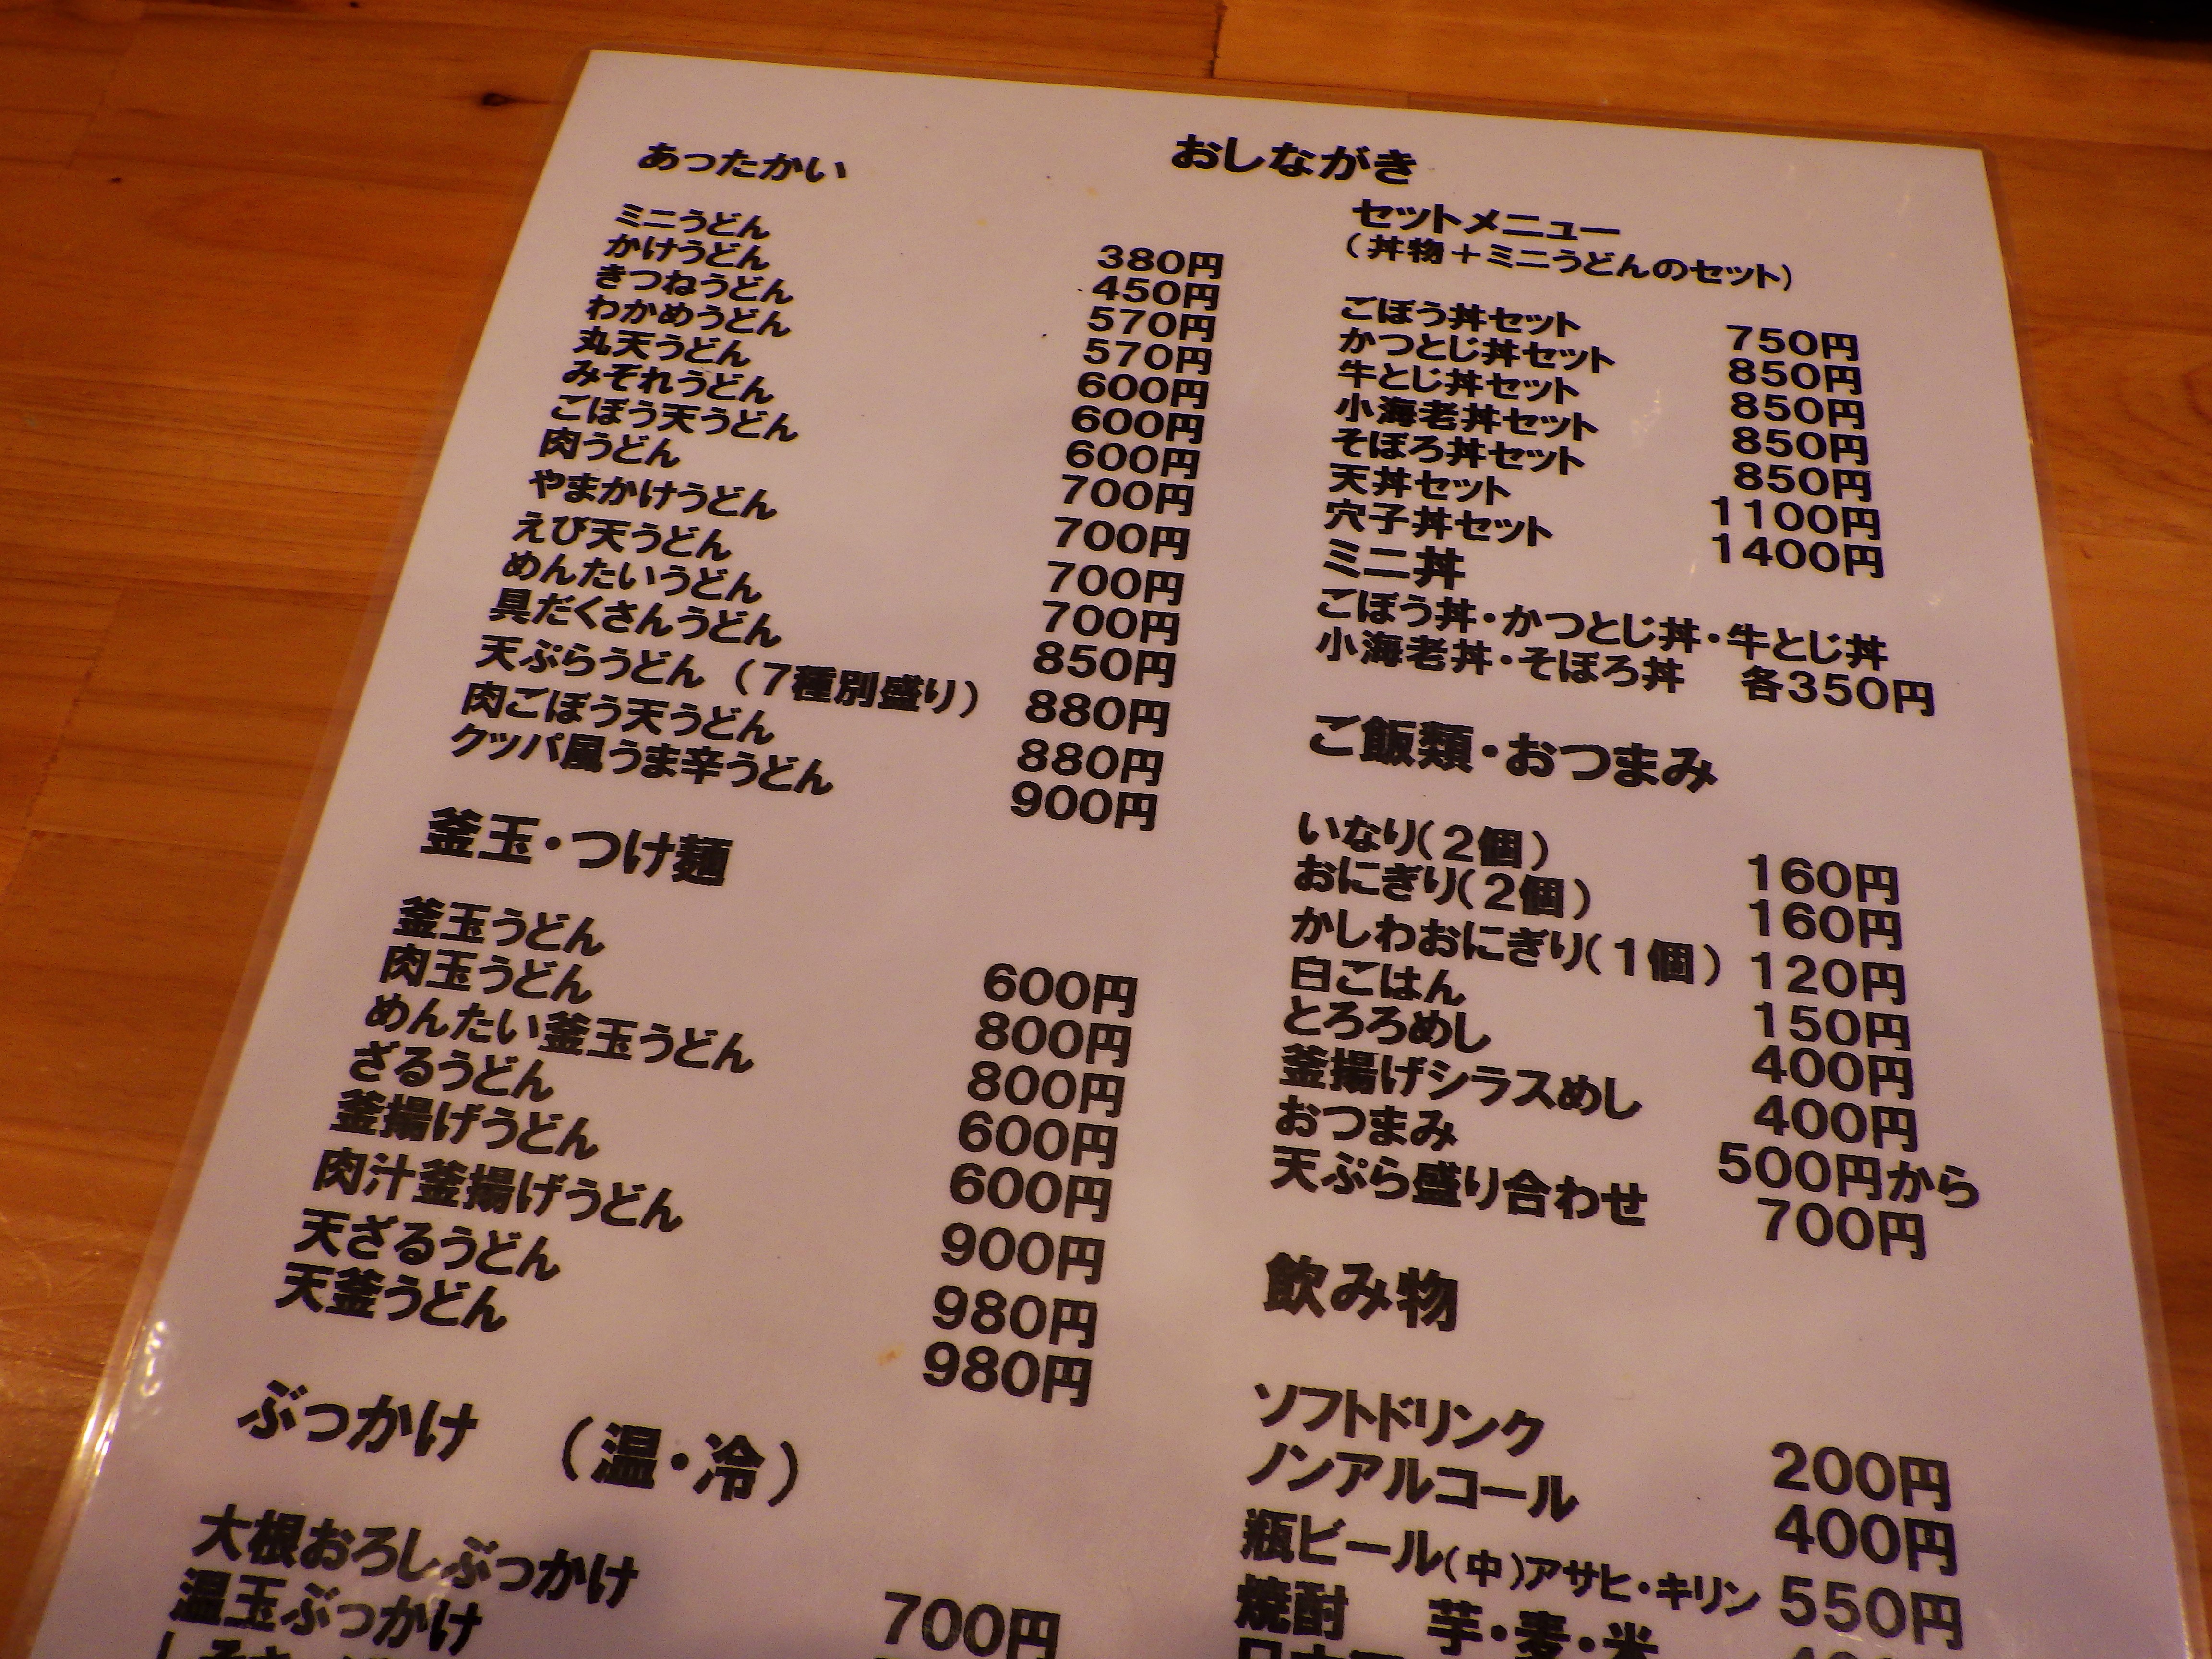 おしながき
あったかい
ミニうどん 380円
かけうどん 450円
きつねうどん 570円
わかめうどん 570円
丸天うどん 600円
みぞれうどん 600円
ごぼう天うどん 600円
肉うどん 700円
やまかけうどん 700円
えび天うどん 700円
めんたいうどん 700円
具だくさんうどん 850円
天ぷらうどん（７種別盛り） 880円
肉ごぼう天うどん 880円
クッパ風うま辛うどん 900円
釜玉・つけ麺
釜玉うどん 600円
肉玉うどん 800円
めんたい釜玉うどん 800円
ざるうどん 600円
釜揚げうどん 600円
肉汁釜揚げうどん 900円
天ざるうどん 980円
天釜うどん 980円
ぶっかけ （温・冷）
大根おろしぶっかけ 700円
温玉ぶっかけ
セットメニュー
（丼物＋ミニうどんのセット）
ごぼう丼セット 750円
かつとじ丼セット 850円
牛とじ丼セット 850円
小海老丼セット 850円
そぼろ丼セット 850円
天丼セット 1100円
穴子丼セット 1400円
ミニ丼
ごぼう丼・かつとじ丼・牛とじ丼
小海老丼・そぼろ丼 各350円
ご飯類・おつまみ
いなり（２個） 160円
おにぎり（２個） 160円
かしわおにぎり（１個） 120円
白ごはん 150円
とろろめし 400円
釜揚げシラスめし 400円
おつまみ 500円から
天ぷら盛り合わせ 700円
飲み物
ソフトドリンク 200円
ノンアルコール 400円
瓶ビール（中）アサヒ・キリン 550円
焼酎 芋・麦・米